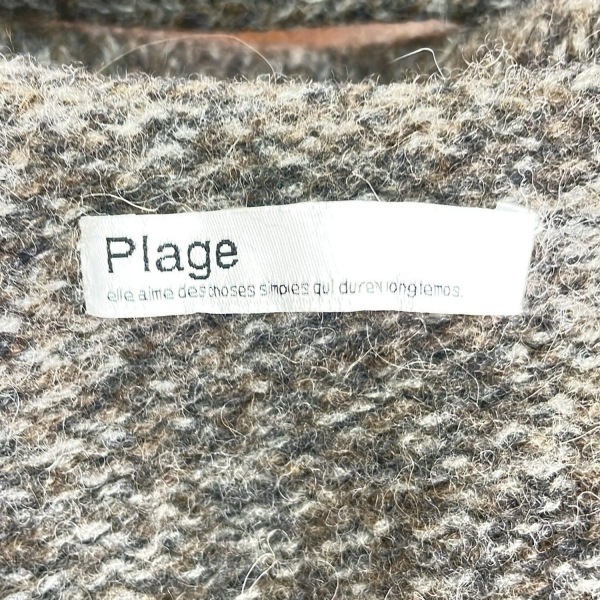 Plage
elle aime des choses simples qui durent longtemps.